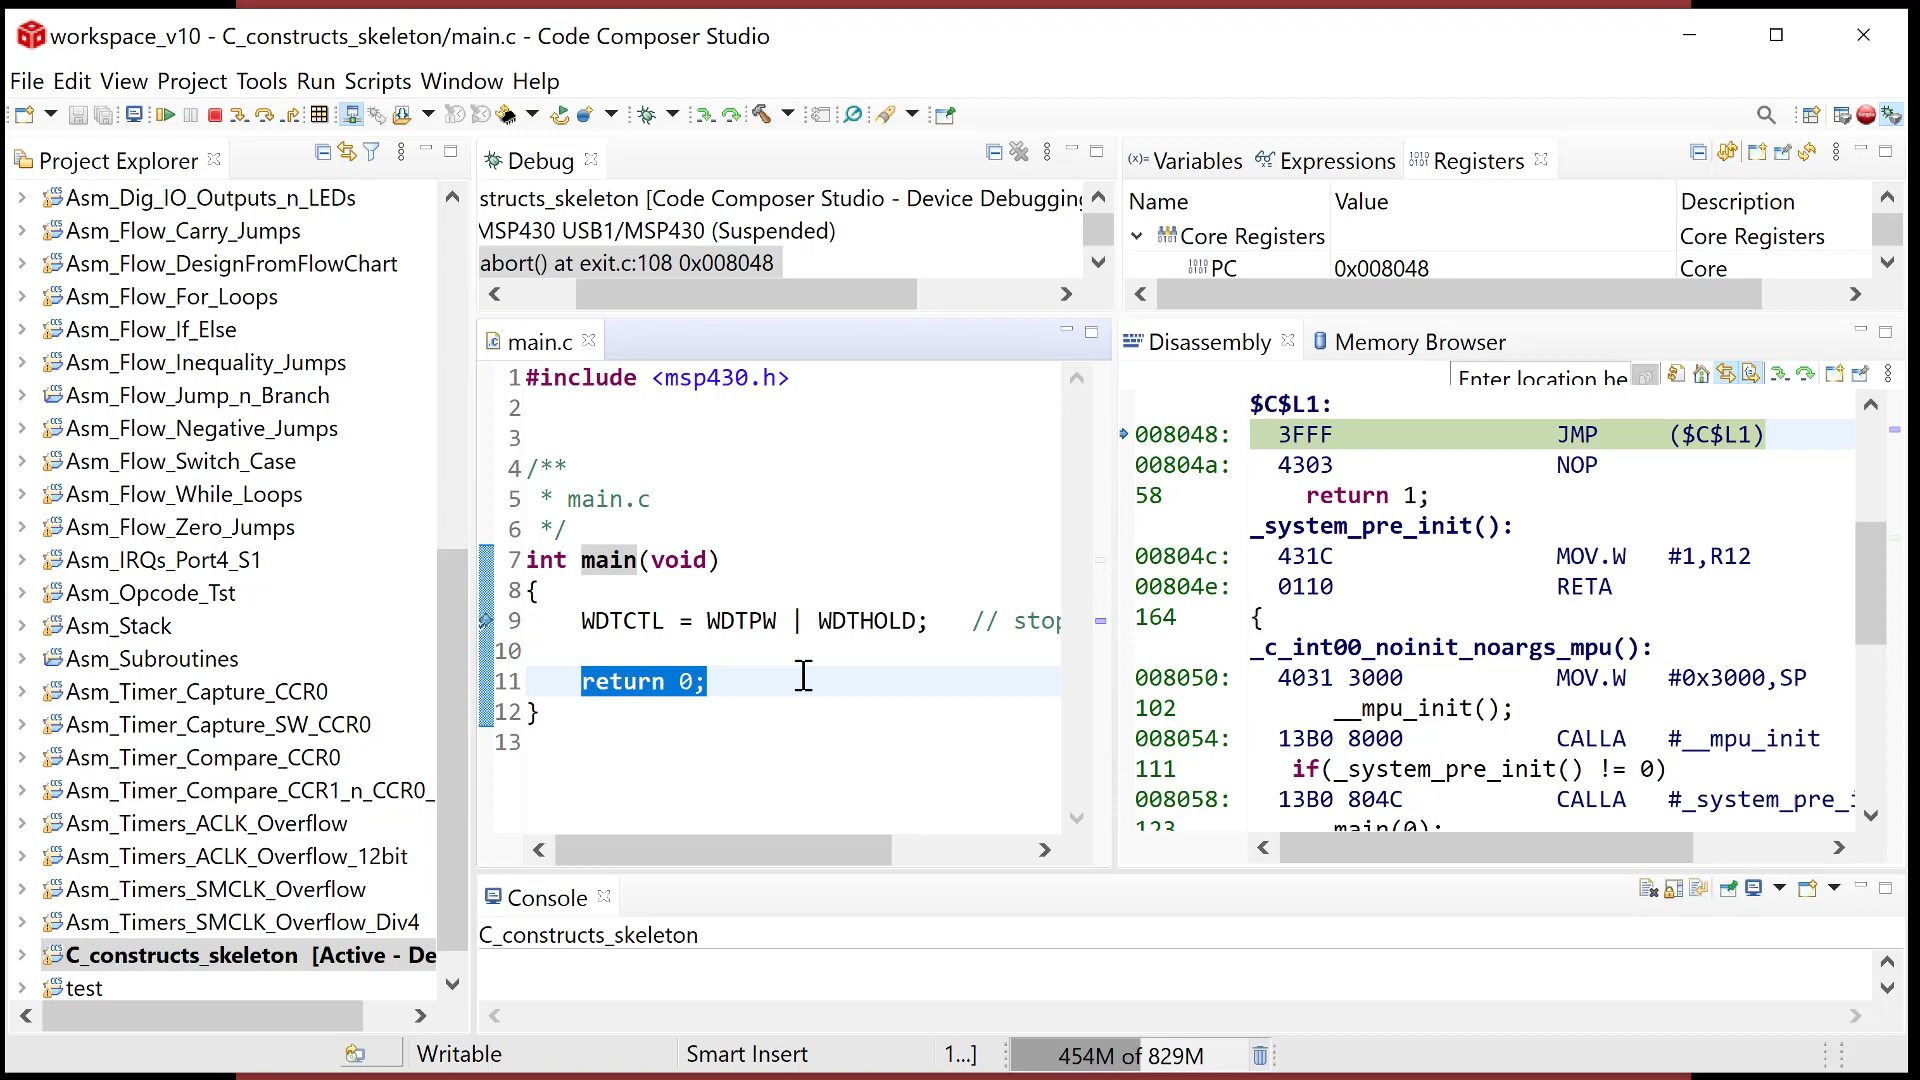 workspace_v10 - C_constructs_skeleton/main.c - Code Composer Studio
File Edit View Project Tools Run Scripts Window Help
Project Explorer
Asm_Dig_IO_Outputs_n_LEDs
Asm_Flow_Carry_Jumps
Asm_Flow_DesignFromFlowChart
Asm_Flow_For_Loops
Asm_Flow_If_Else
Asm_Flow_Inequality_Jumps
Asm_Flow_Jump_n_Branch
Asm_Flow_Negative_Jumps
Asm_Flow_Switch_Case
Asm_Flow_While_Loops
Asm_Flow_Zero_Jumps
Asm_IRQs_Port4_S1
Asm_Opcode_Tst
Asm_Stack
Asm_Subroutines
Asm_Timer_Capture_CCR0
Asm_Timer_Capture_SW_CCR0
Asm_Timer_Compare_CCR0
Asm_Timer_Compare_CCR1_n_CCR0_
Asm_Timers_ACLK_Overflow
Asm_Timers_ACLK_Overflow_12bit
Asm_Timers_SMCLK_Overflow
Asm_Timers_SMCLK_Overflow_Div4
C_constructs_skeleton [Active - De
test
Debug
structs_skeleton [Code Composer Studio - Device Debugging
MSP430 USB1/MSP430 (Suspended)
abort() at exit.c:108 0x008048
(x)= Variables Expressions Registers
Name Value Description
Core Registers Core Registers
PC 0x008048 Core
main.c
1 #include <msp430.h>
2
3
4 /**
5 * main.c
6 */
7 int main(void)
8 {
9 WDTCTL = WDTPW | WDTHOLD; // stop
10
11 return 0;
12 }
13
Disassembly Memory Browser
Enter location he
$C$L1:
008048: 3FFF JMP ($C$L1)
00804a: 4303 NOP
58 return 1;
_system_pre_init():
00804c: 431C MOV.W #1,R12
00804e: 0110 RETA
164 {
_c_int00_noinit_noargs_mpu():
008050: 4031 3000 MOV.W #0x3000,SP
102 __mpu_init();
008054: 13B0 8000 CALLA #__mpu_init
111 if(_system_pre_init() != 0)
008058: 13B0 804C CALLA #_system_pre_i
123 main(0);
Console
C_constructs_skeleton
Writable Smart Insert 1...] 454M of 829M